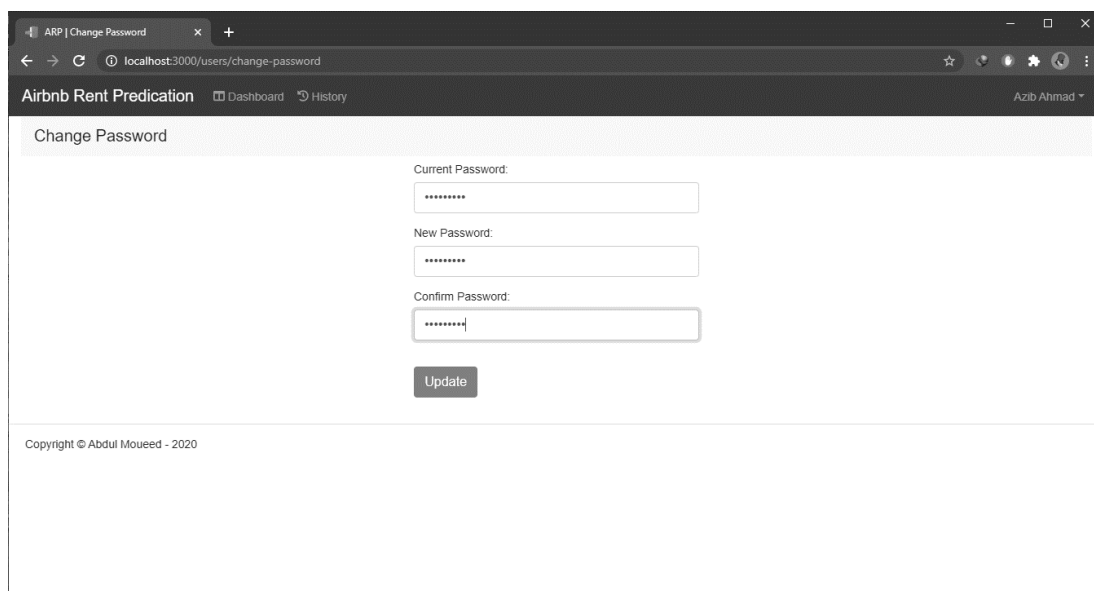 ARP | Change Password
localhost:3000/users/change-password
Airbnb Rent Predication Dashboard History Azib Ahmad
Change Password
Current Password:
•••••••••
New Password:
•••••••••
Confirm Password:
•••••••••
Update
Copyright © Abdul Moueed - 2020